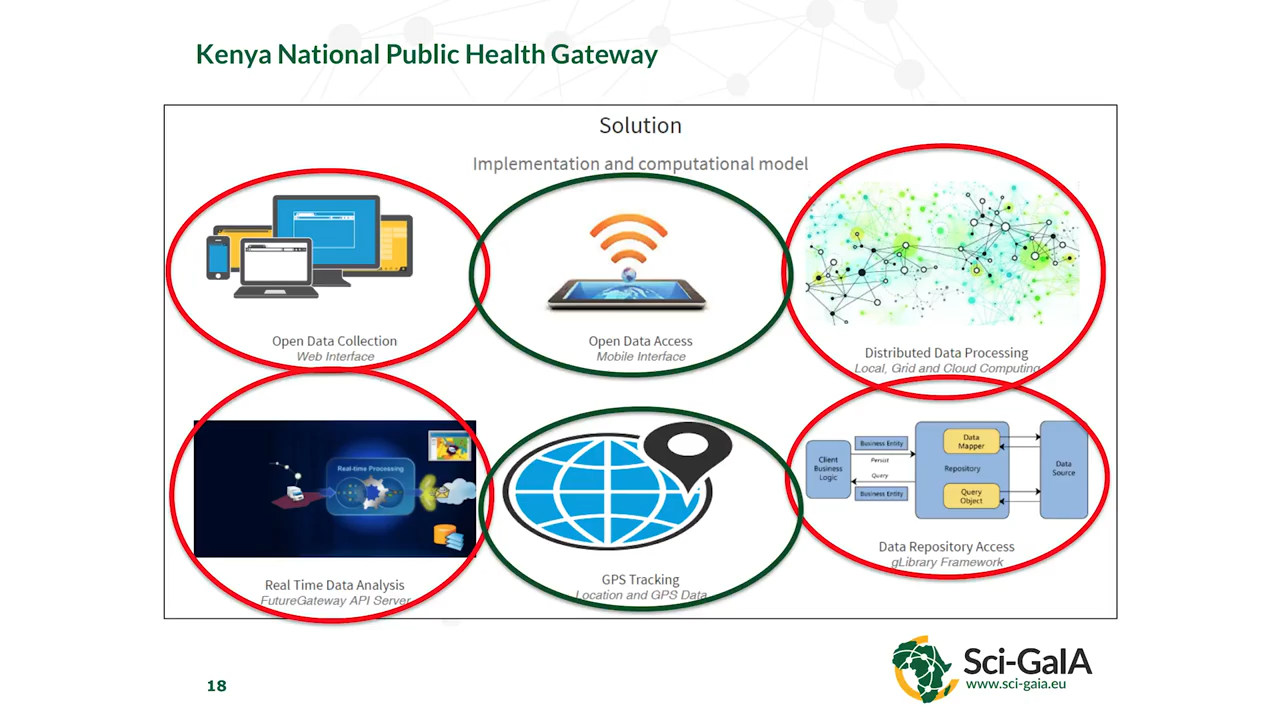 Kenya National Public Health Gateway
Solution
Implementation and computational model
Open Data Collection
Web Interface
Open Data Access
Mobile Interface
Distributed Data Processing
Local, Grid and Cloud Computing
Real-time Processing
Real Time Data Analysis
FutureGateway API Server
GPS Tracking
Location and GPS Data
Client
Business
Logic
Business Entity
Persist
Query
Business Entity
Data
Mapper
Repository
Query
Object
Data
Source
Data Repository Access
gLibrary Framework
18
Sci-GaIA
www.sci-gaia.eu